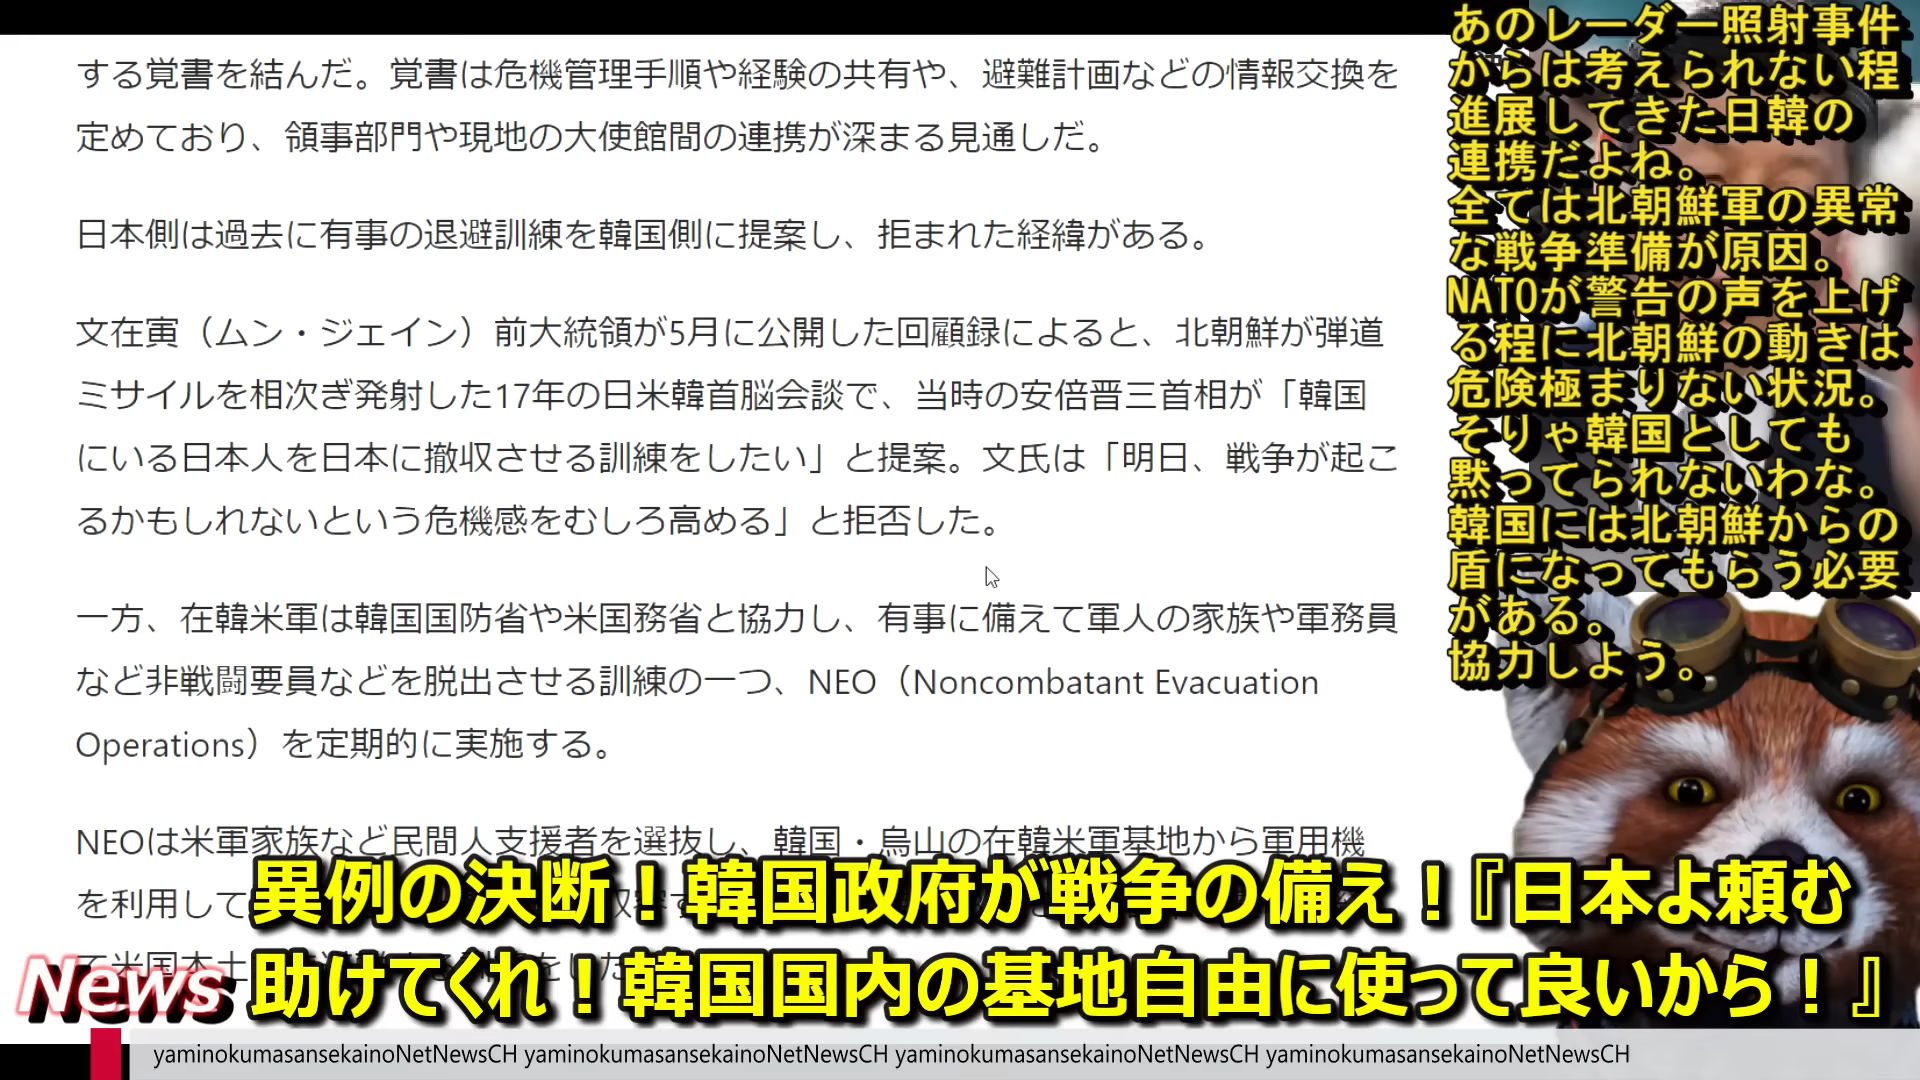 する覚書を結んだ。覚書は危機管理手順や経験の共有や、避難計画などの情報交換を
定めており、領事部門や現地の大使館間の連携が深まる見通しだ。
日本側は過去に有事の退避訓練を韓国側に提案し、拒まれた経緯がある。
文在寅（ムン・ジェイン）前大統領が5月に公開した回顧録によると、北朝鮮が弾道
ミサイルを相次ぎ発射した17年の日米韓首脳会談で、当時の安倍晋三首相が「韓国
にいる日本人を日本に撤収させる訓練をしたい」と提案。文氏は「明日、戦争が起こ
るかもしれないという危機感をむしろ高める」と拒否した。
一方、在韓米軍は韓国国防省や米国務省と協力し、有事に備えて軍人の家族や軍務員
など非戦闘要員などを脱出させる訓練の一つ、NEO（Noncombatant Evacuation
Operations）を定期的に実施する。
NEOは米軍家族など民間人支援者を選抜し、韓国・烏山の在韓米軍基地から軍用機
を利用して
あのレーダー照射事件
からは考えられない程
進展してきた日韓の
連携だよね。
全ては北朝鮮軍の異常
な戦争準備が原因。
NATOが警告の声を上げ
る程に北朝鮮の動きは
危険極まりない状況。
そりゃ韓国としても
黙ってられないわな。
韓国には北朝鮮からの
盾になってもらう必要
がある。
協力しよう。
異例の決断！韓国政府が戦争の備え！『日本よ頼む
助けてくれ！韓国国内の基地自由に使って良いから！』
News
yaminokumasansekainoNetNewsCH yaminokumasansekainoNetNewsCH yaminokumasansekainoNetNewsCH yaminokumasansekainoNetNewsCH